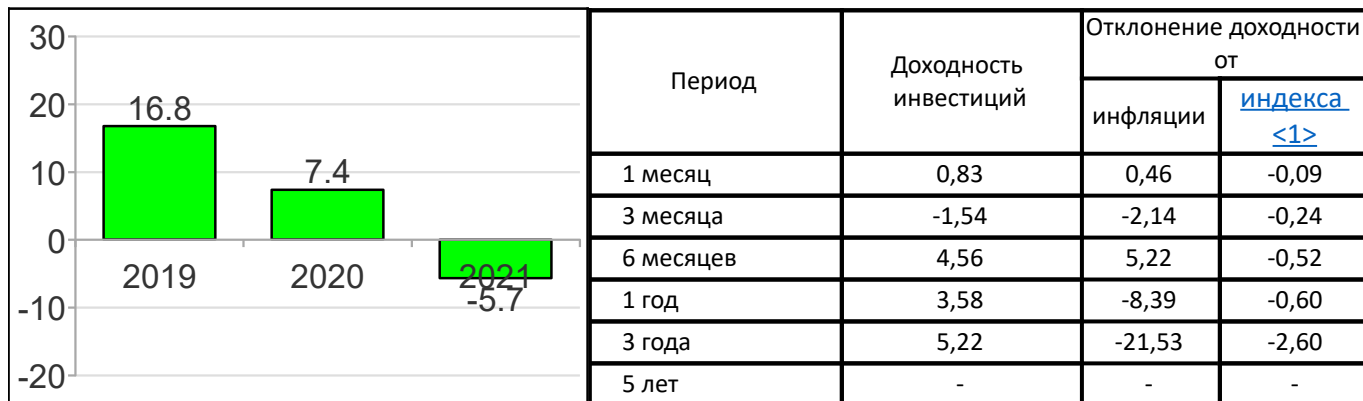 30
20
10
0
-10
-20
16.8
7.4
-5.7
2019
2020
2021
Период
Доходность
инвестиций
Отклонение доходности
от
инфляции
индекса
<1>
1 месяц 0,83 0,46 -0,09
3 месяца -1,54 -2,14 -0,24
6 месяцев 4,56 5,22 -0,52
1 год 3,58 -8,39 -0,60
3 года 5,22 -21,53 -2,60
5 лет - - -